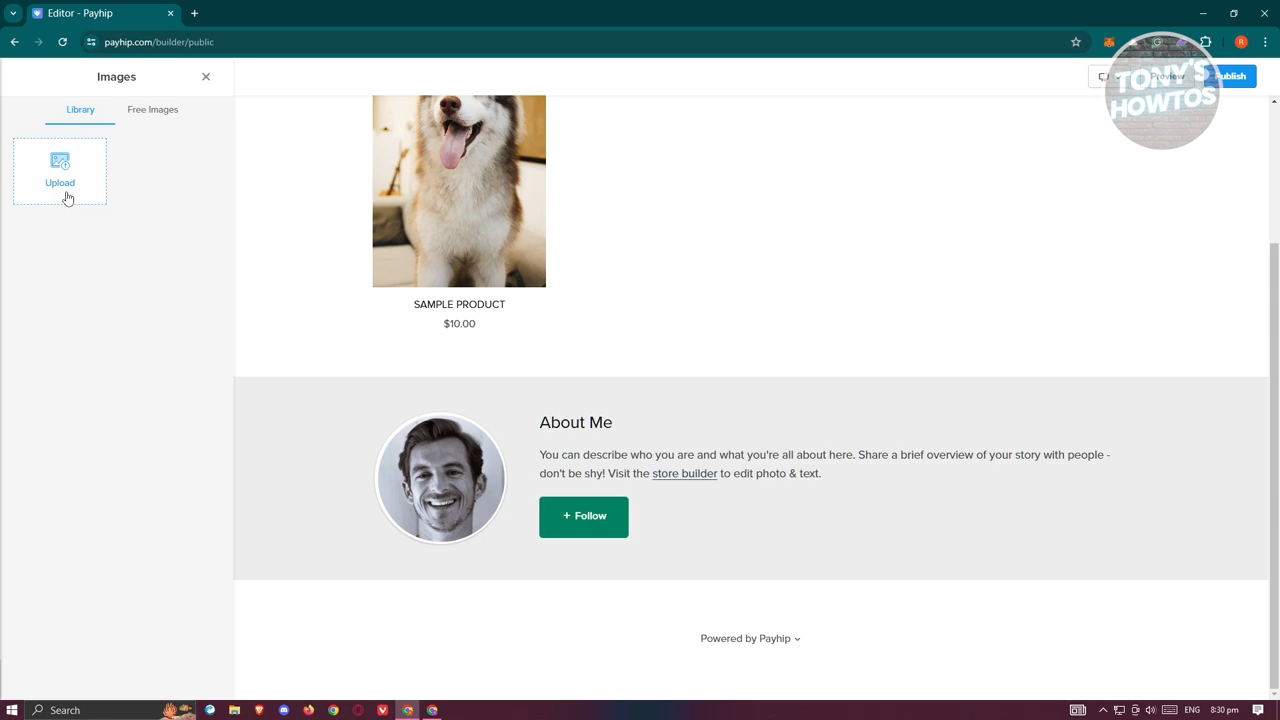 Editor - Payhip
payhip.com/builder/public
Images
Library
Free Images
Upload
Preview
Publish
TONY'S
HOWTOS
SAMPLE PRODUCT
$10.00
About Me
You can describe who you are and what you're all about here. Share a brief overview of your story with people -
don't be shy! Visit the store builder to edit photo & text.
+ Follow
Powered by Payhip
Search
ENG
8:30 pm